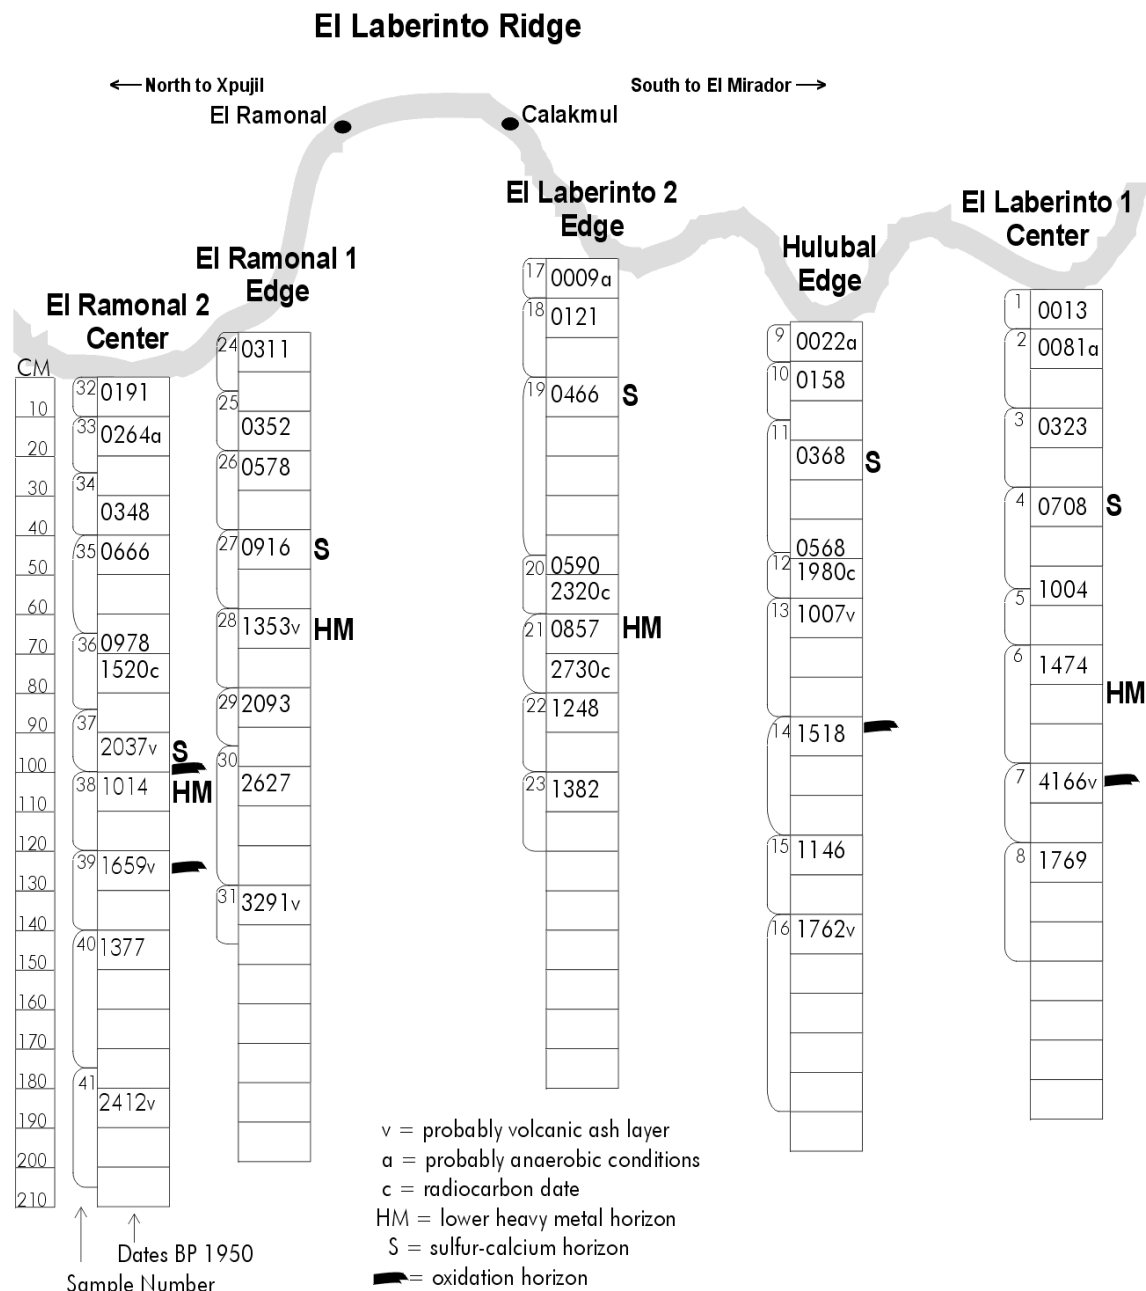 El Laberinto Ridge
← North to Xpujil
South to El Mirador →
El Ramonal
Calakmul
El Ramonal 2
Center
CM
10
20
30
40
50
60
70
80
90
100
110
120
130
140
150
160
170
180
190
200
210
32 0191
33 0264a
34
0348
35 0666
36 0978
1520c
37
2037v S
38 1014 HM
39 1659v
40 1377
41
2412v
El Ramonal 1
Edge
24 0311
25
0352
26 0578
27 0916 S
28 1353v HM
29 2093
30
2627
31 3291v
El Laberinto 2
Edge
17 0009a
18 0121
19 0466 S
0590
20
2320c
21 0857 HM
2730c
22 1248
23 1382
Hulubal
Edge
9 0022a
10 0158
11
0368 S
0568
12 1980c
13 1007v
14 1518
15 1146
16 1762v
El Laberinto 1
Center
1 0013
2 0081a
3 0323
4 0708 S
1004
5
6 1474
HM
7 4166v
8 1769
v = probably volcanic ash layer
a = probably anaerobic conditions
c = radiocarbon date
HM = lower heavy metal horizon
S = sulfur-calcium horizon
= oxidation horizon
Dates BP 1950
Sample Number